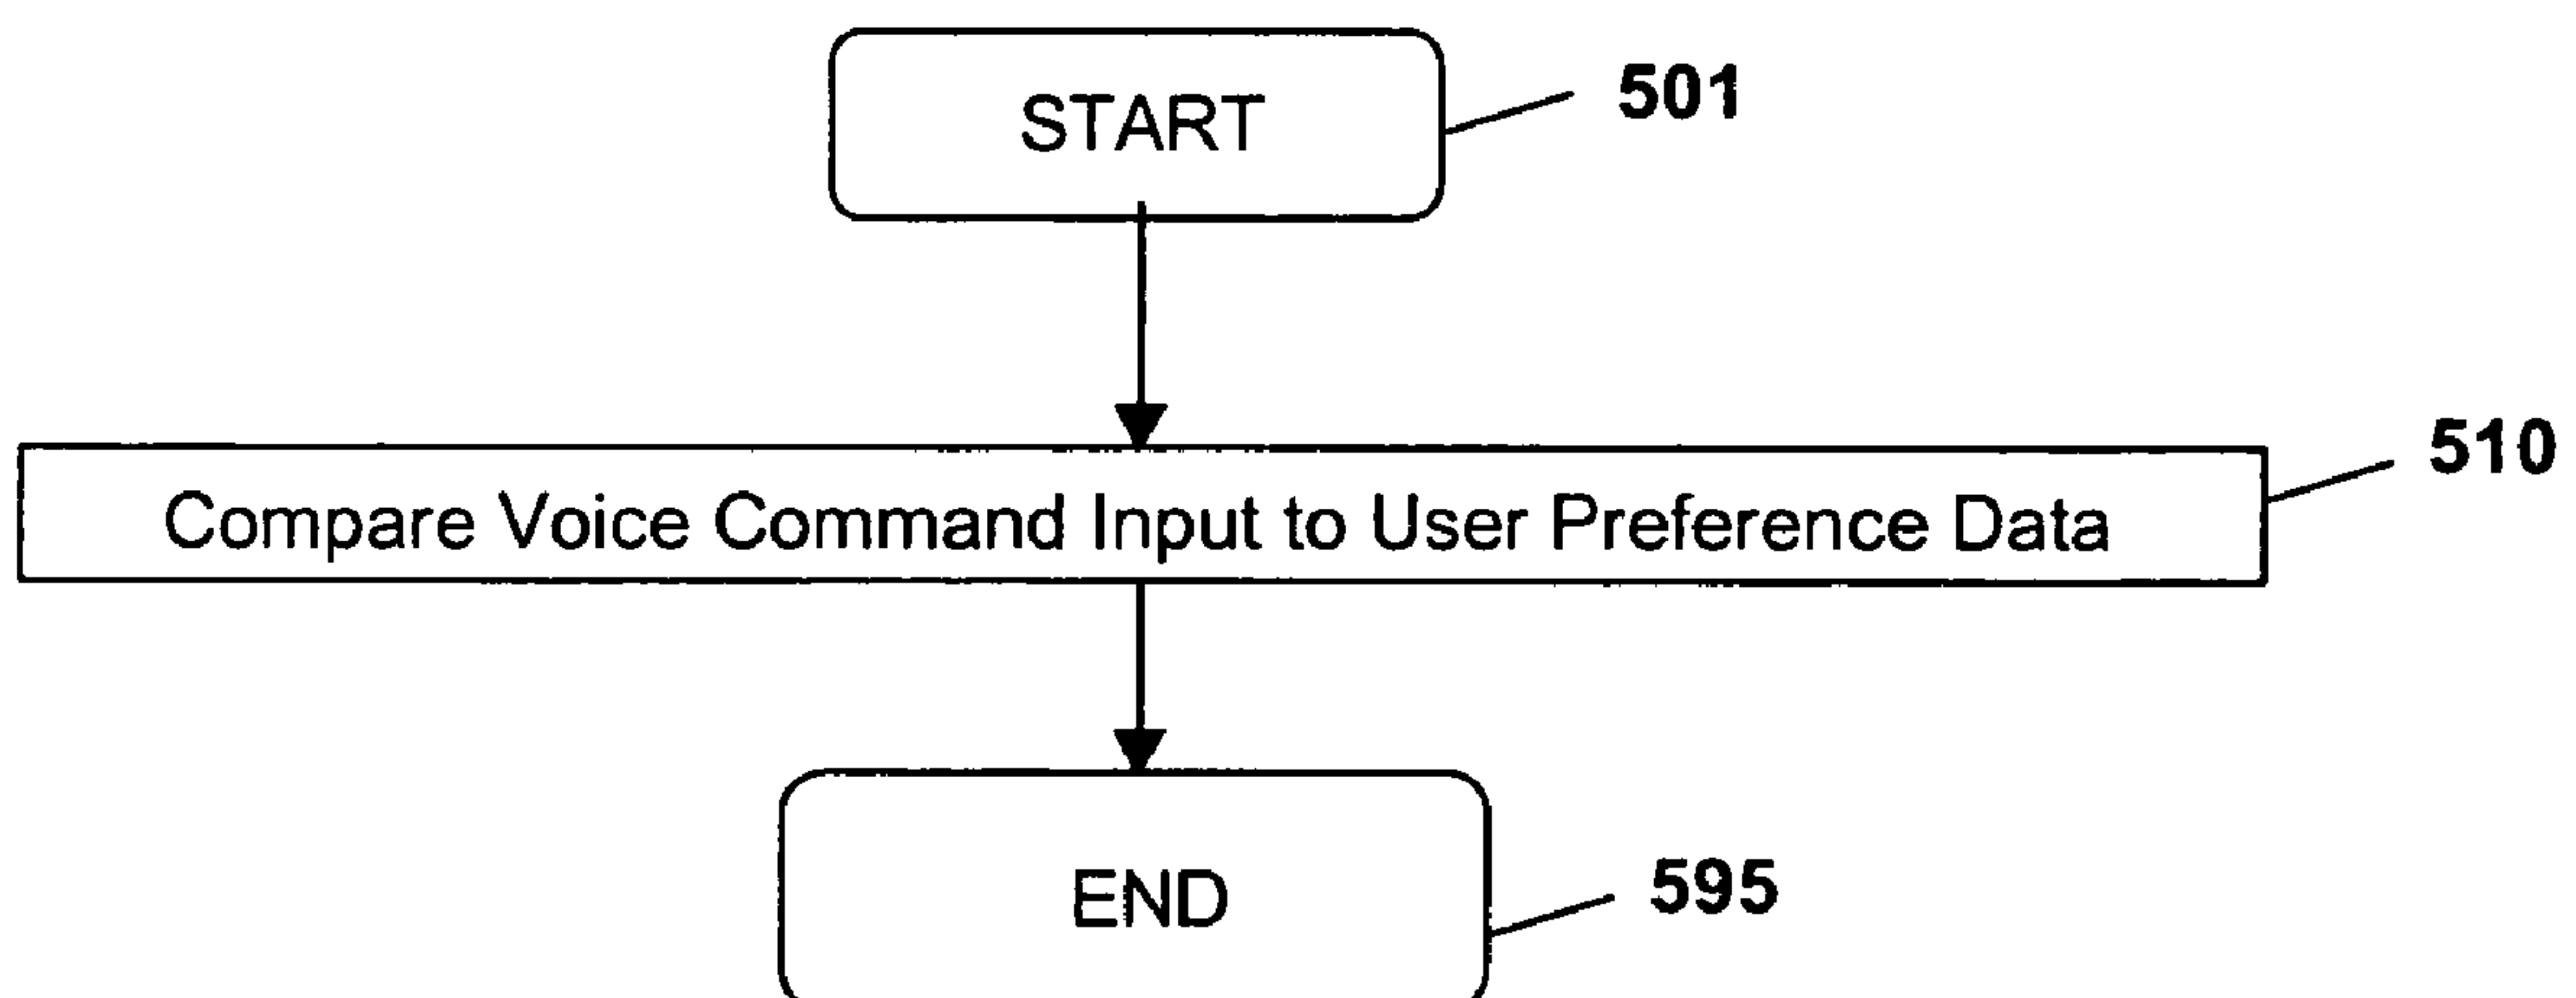 START
501
510
Compare Voice Command Input to User Preference Data
END
595